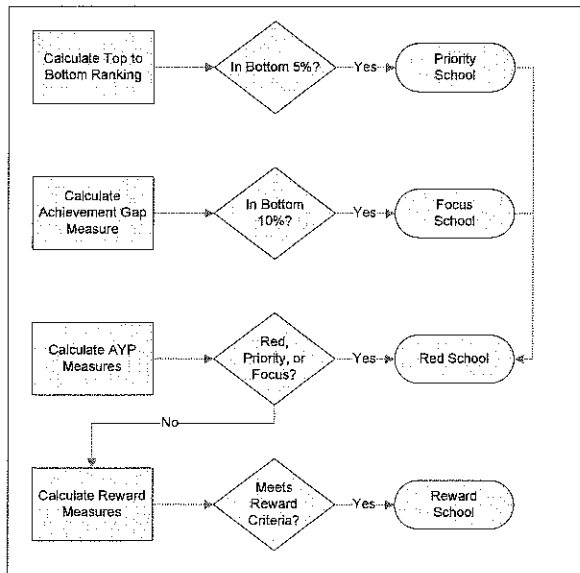 Calculate Top to
Bottom Ranking
In Bottom 5%?
Yes
Priority
School
Calculate
Achievement Gap
Measure
In Bottom
10%?
Yes
Focus
School
Calculate AYP
Measures
Red,
Priority, or
Focus?
Yes
Red School
No
Calculate Reward
Measures
Meets
Reward
Criteria?
Yes
Reward
School